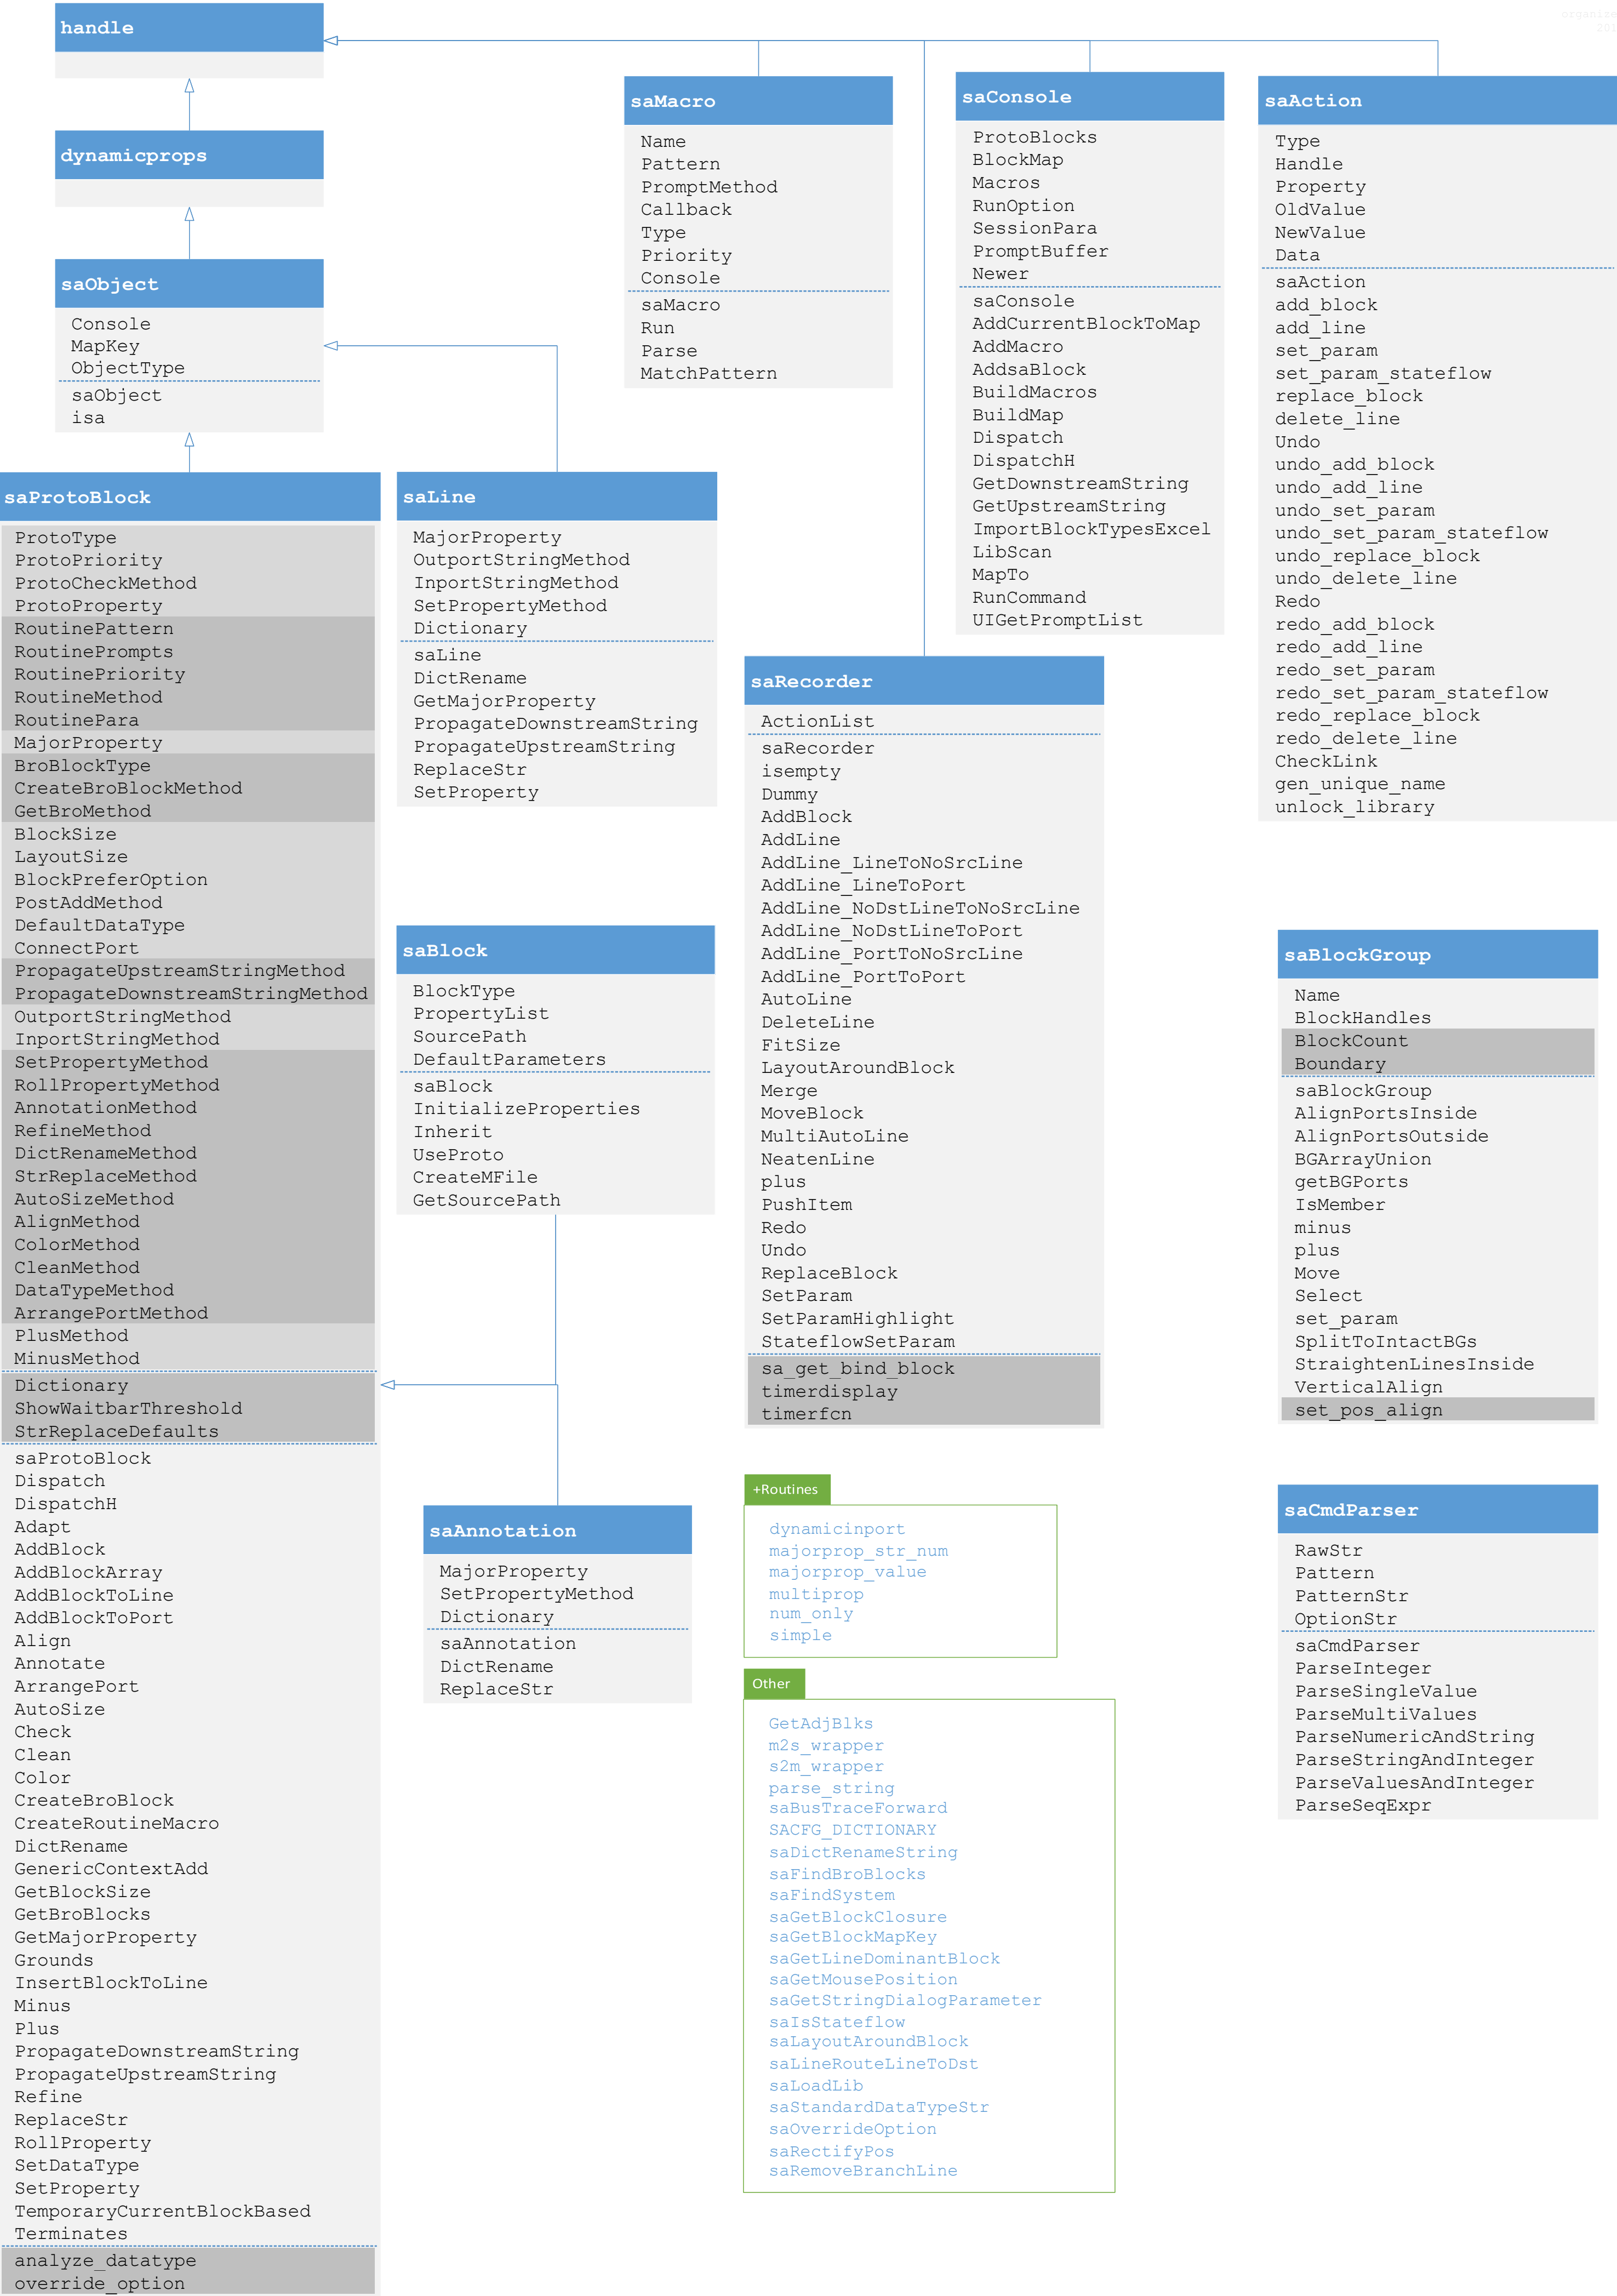 organize
201
handle
dynamicprops
saObject
Console
MapKey
ObjectType
saObject
isa
saProtoBlock
ProtoType
ProtoPriority
ProtoCheckMethod
ProtoProperty
RoutinePattern
RoutinePrompts
RoutinePriority
RoutineMethod
RoutinePara
MajorProperty
BroBlockType
CreateBroBlockMethod
GetBroMethod
BlockSize
LayoutSize
BlockPreferOption
PostAddMethod
DefaultDataType
ConnectPort
PropagateUpstreamStringMethod
PropagateDownstreamStringMethod
OutportStringMethod
InportStringMethod
SetPropertyMethod
RollPropertyMethod
AnnotationMethod
RefineMethod
DictRenameMethod
StrReplaceMethod
AutoSizeMethod
AlignMethod
ColorMethod
CleanMethod
DataTypeMethod
ArrangePortMethod
PlusMethod
MinusMethod
Dictionary
ShowWaitbarThreshold
StrReplaceDefaults
saProtoBlock
Dispatch
DispatchH
Adapt
AddBlock
AddBlockArray
AddBlockToLine
AddBlockToPort
Align
Annotate
ArrangePort
AutoSize
Check
Clean
Color
CreateBroBlock
CreateRoutineMacro
DictRename
GenericContextAdd
GetBlockSize
GetBroBlocks
GetMajorProperty
Grounds
InsertBlockToLine
Minus
Plus
PropagateDownstreamString
PropagateUpstreamString
Refine
ReplaceStr
RollProperty
SetDataType
SetProperty
TemporaryCurrentBlockBased
Terminates
analyze_datatype
override_option
saLine
MajorProperty
OutportStringMethod
InportStringMethod
SetPropertyMethod
Dictionary
saLine
DictRename
GetMajorProperty
PropagateDownstreamString
PropagateUpstreamString
ReplaceStr
SetProperty
saBlock
BlockType
PropertyList
SourcePath
DefaultParameters
saBlock
InitializeProperties
Inherit
UseProto
CreateMFile
GetSourcePath
saAnnotation
MajorProperty
SetPropertyMethod
Dictionary
saAnnotation
DictRename
ReplaceStr
saMacro
Name
Pattern
PromptMethod
Callback
Type
Priority
Console
saMacro
Run
Parse
MatchPattern
saConsole
ProtoBlocks
BlockMap
Macros
RunOption
SessionPara
PromptBuffer
Newer
saConsole
AddCurrentBlockToMap
AddMacro
AddsaBlock
BuildMacros
BuildMap
Dispatch
DispatchH
GetDownstreamString
GetUpstreamString
ImportBlockTypesExcel
LibScan
MapTo
RunCommand
UIGetPromptList
saRecorder
ActionList
saRecorder
isempty
Dummy
AddBlock
AddLine
AddLine_LineToNoSrcLine
AddLine_LineToPort
AddLine_NoDstLineToNoSrcLine
AddLine_NoDstLineToPort
AddLine_PortToNoSrcLine
AddLine_PortToPort
AutoLine
DeleteLine
FitSize
LayoutAroundBlock
Merge
MoveBlock
MultiAutoLine
NeatenLine
plus
PushItem
Redo
Undo
ReplaceBlock
SetParam
SetParamHighlight
StateflowSetParam
sa_get_bind_block
timerdisplay
timerfcn
+Routines
dynamicinport
majorprop_str_num
majorprop_value
multiprop
num_only
simple
Other
GetAdjBlks
m2s_wrapper
s2m_wrapper
parse_string
saBusTraceForward
SACFG_DICTIONARY
saDictRenameString
saFindBroBlocks
saFindSystem
saGetBlockClosure
saGetBlockMapKey
saGetLineDominantBlock
saGetMousePosition
saGetStringDialogParameter
saIsStateflow
saLayoutAroundBlock
saLineRouteLineToDst
saLoadLib
saStandardDataTypeStr
saOverrideOption
saRectifyPos
saRemoveBranchLine
saAction
Type
Handle
Property
OldValue
NewValue
Data
saAction
add_block
add_line
set_param
set_param_stateflow
replace_block
delete_line
Undo
undo_add_block
undo_add_line
undo_set_param
undo_set_param_stateflow
undo_replace_block
undo_delete_line
Redo
redo_add_block
redo_add_line
redo_set_param
redo_set_param_stateflow
redo_replace_block
redo_delete_line
CheckLink
gen_unique_name
unlock_library
saBlockGroup
Name
BlockHandles
BlockCount
Boundary
saBlockGroup
AlignPortsInside
AlignPortsOutside
BGArrayUnion
getBGPorts
IsMember
minus
plus
Move
Select
set_param
SplitToIntactBGs
StraightenLinesInside
VerticalAlign
set_pos_align
saCmdParser
RawStr
Pattern
PatternStr
OptionStr
saCmdParser
ParseInteger
ParseSingleValue
ParseMultiValues
ParseNumericAndString
ParseStringAndInteger
ParseValuesAndInteger
ParseSeqExpr